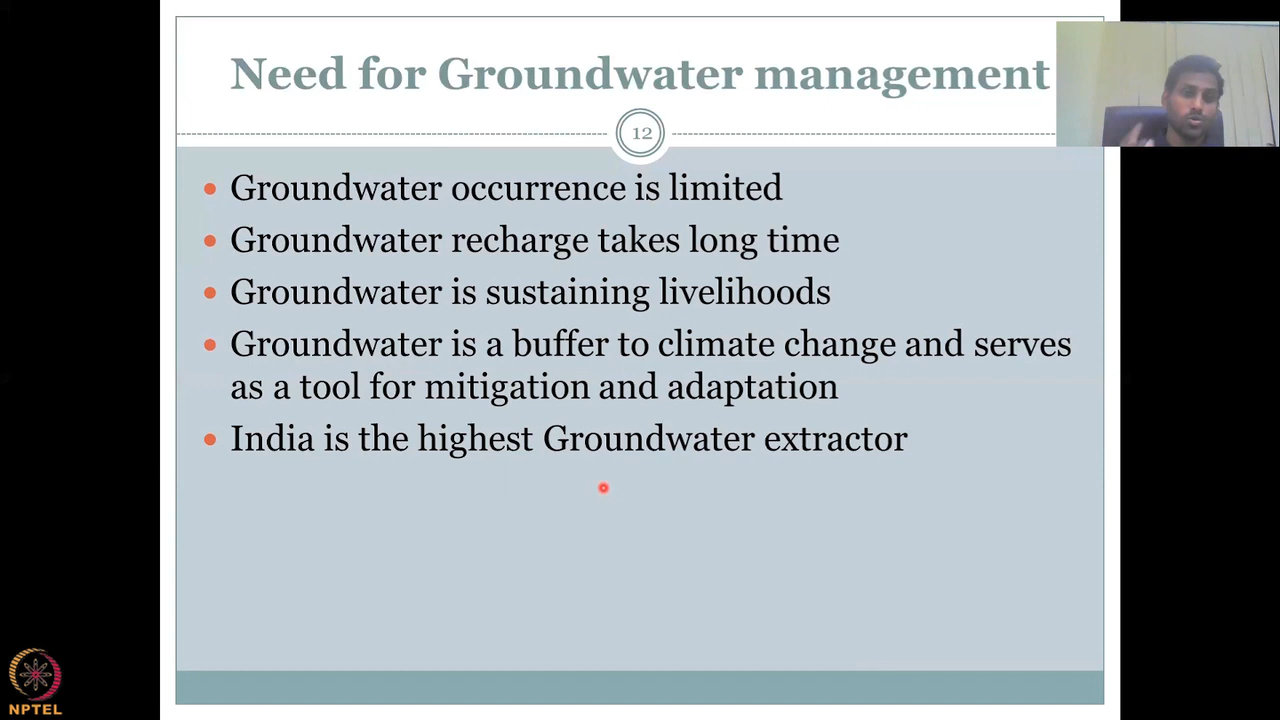 Need for Groundwater management
12
Groundwater occurrence is limited
Groundwater recharge takes long time
Groundwater is sustaining livelihoods
Groundwater is a buffer to climate change and serves
as a tool for mitigation and adaptation
India is the highest Groundwater extractor
NPTEL